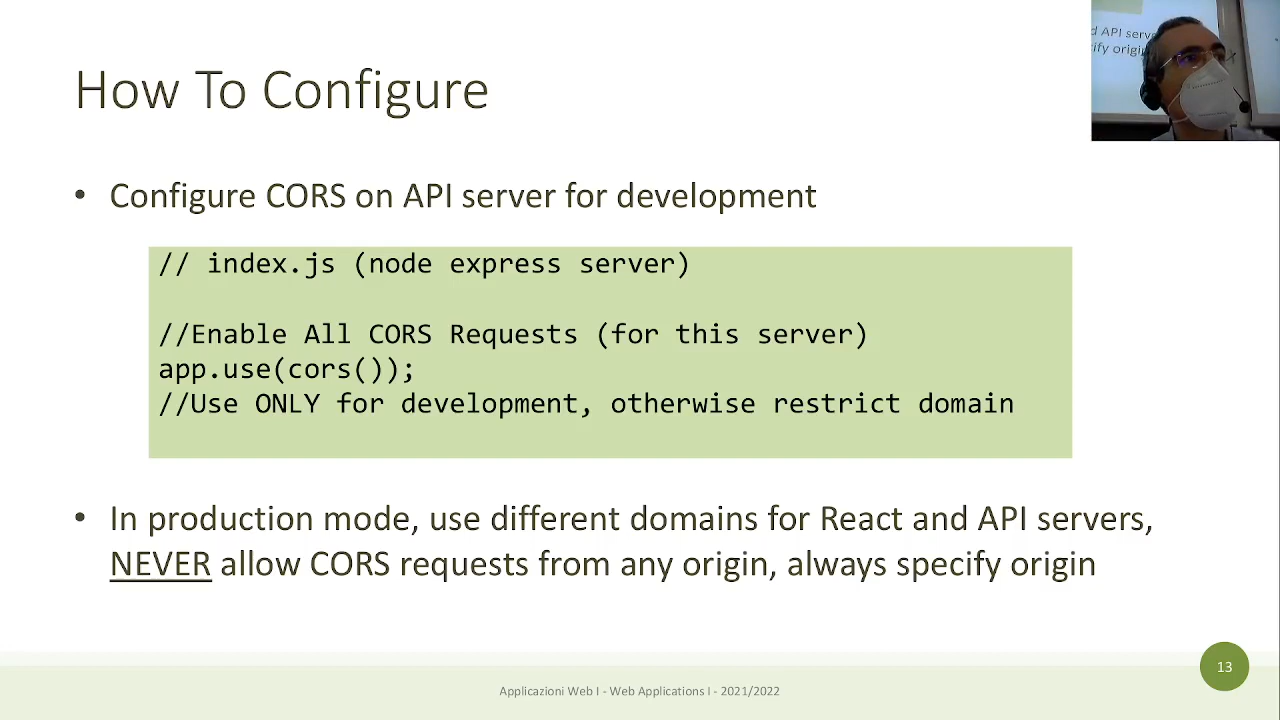 How To Configure
• Configure CORS on API server for development
// index.js (node express server)
//Enable All CORS Requests (for this server)
app.use(cors());
//Use ONLY for development, otherwise restrict domain
• In production mode, use different domains for React and API servers,
NEVER allow CORS requests from any origin, always specify origin
13
Applicazioni Web I - Web Applications I - 2021/2022